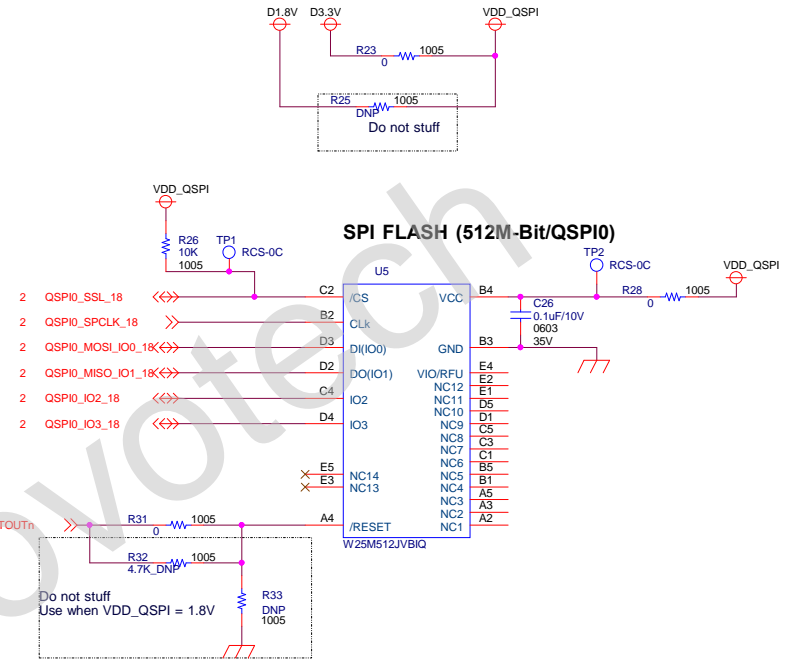 D1.8V D3.3V VDD_QSPI
R23 1005
0
R25 1005
DNP
Do not stuff
VDD_QSPI
SPI FLASH (512M-Bit/QSPI0)
R26 TP1 TP2
10K RCS-0C RCS-0C VDD_QSPI
1005 U5
R28 1005
0
2 QSPI0_SSL_18 C2 /CS VCC B4
C26
0.1uF/10V
0603
35V
2 QSPI0_SPCLK_18 B2 CLk
2 QSPI0_MOSI_IO0_18 D3 DI(IO0) GND B3
2 QSPI0_MISO_IO1_18 D2 DO(IO1) VIO/RFU E4
NC12 E2
2 QSPI0_IO2_18 C4 IO2 NC11 E1
NC10 D5
2 QSPI0_IO3_18 D4 IO3 NC9 D1
NC8 C5
NC7 C3
NC6 C1
E5 NC14 NC5 B5
E3 NC13 NC4 B1
NC3 A5
NC2 A3
TOUTn R31 1005 A4 /RESET NC1 A2
0
W25M512JVBIQ
R32 1005
4.7K_DNP
Do not stuff
Use when VDD_QSPI = 1.8V
R33
DNP
1005
ovotech